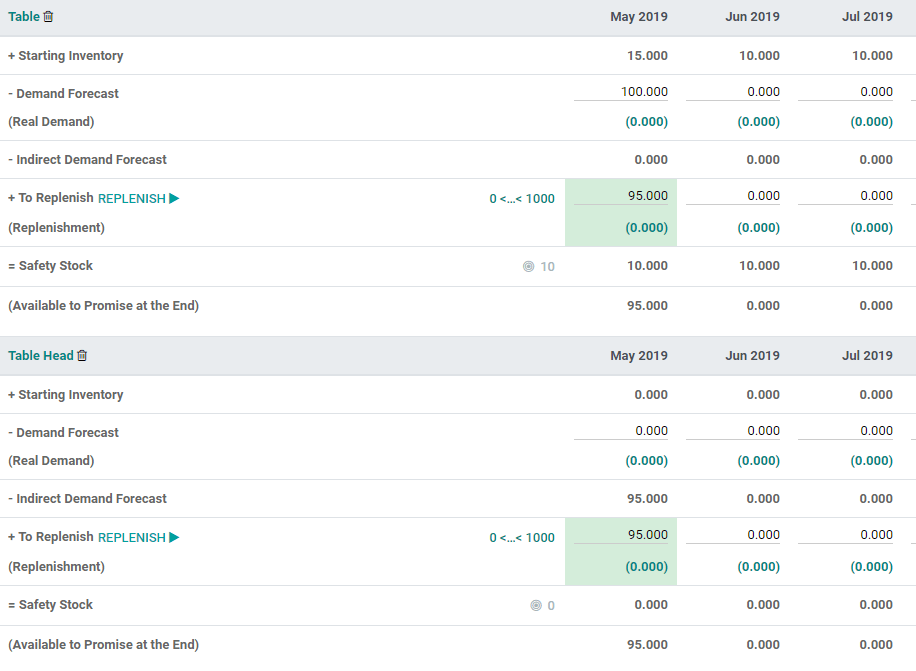 Table May 2019 Jun 2019 Jul 2019
+ Starting Inventory 15.000 10.000 10.000
- Demand Forecast 100.000 0.000 0.000
(Real Demand) (0.000) (0.000) (0.000)
- Indirect Demand Forecast 0.000 0.000 0.000
+ To Replenish REPLENISH 0 <...< 1000 95.000 0.000 0.000
(Replenishment) (0.000) (0.000) (0.000)
= Safety Stock 10 10.000 10.000 10.000
(Available to Promise at the End) 95.000 0.000 0.000
Table Head May 2019 Jun 2019 Jul 2019
+ Starting Inventory 0.000 0.000 0.000
- Demand Forecast 0.000 0.000 0.000
(Real Demand) (0.000) (0.000) (0.000)
- Indirect Demand Forecast 95.000 0.000 0.000
+ To Replenish REPLENISH 0 <...< 1000 95.000 0.000 0.000
(Replenishment) (0.000) (0.000) (0.000)
= Safety Stock 0 0.000 0.000 0.000
(Available to Promise at the End) 95.000 0.000 0.000